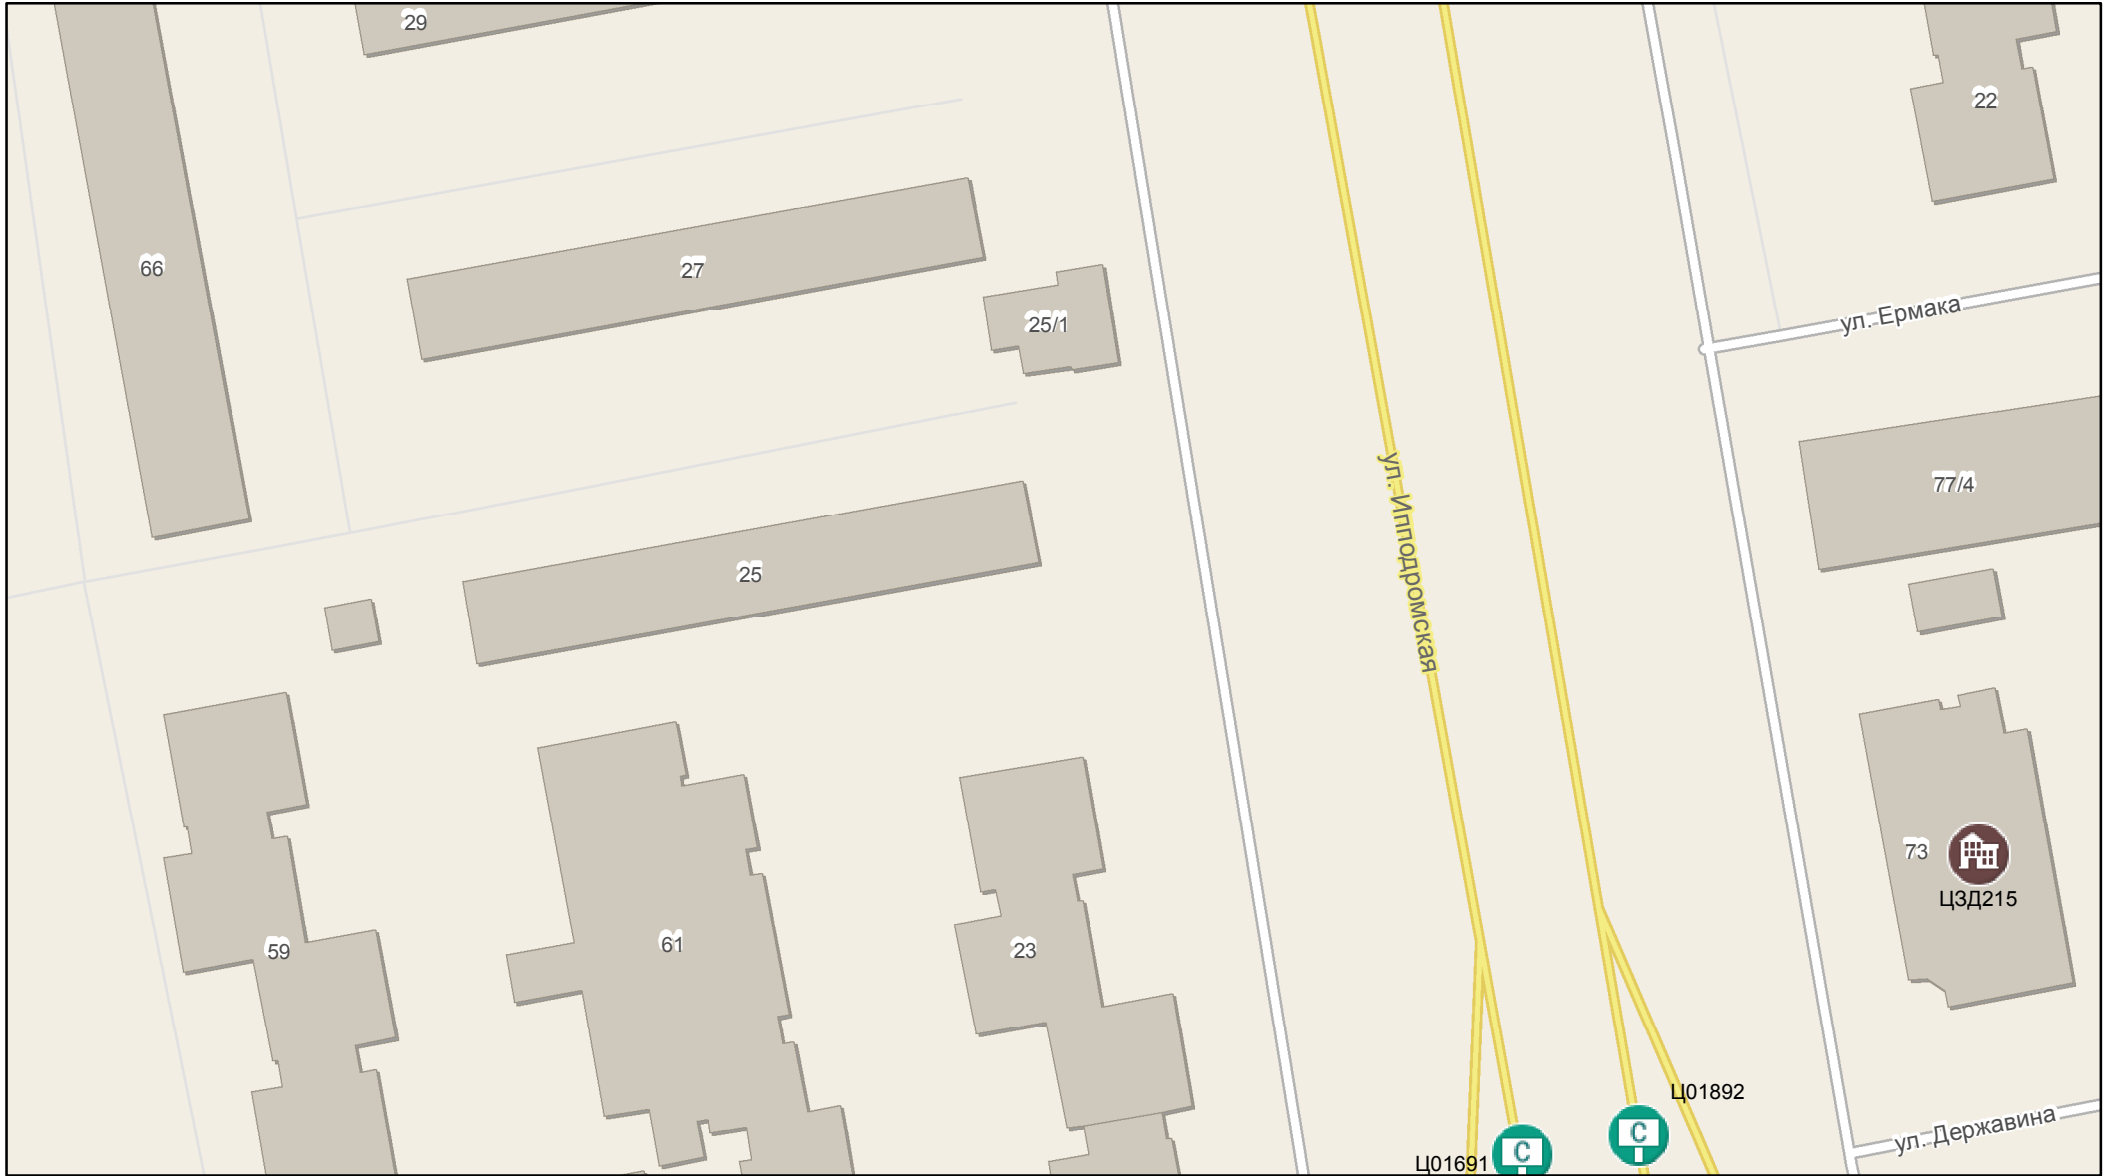 29
22
66
27
25/1
ул. Ермака
77/4
ул. Ипподромская
25
73
ЦЗД215
59
61
23
Ц01892
C
C
Ц01691
ул. Державина